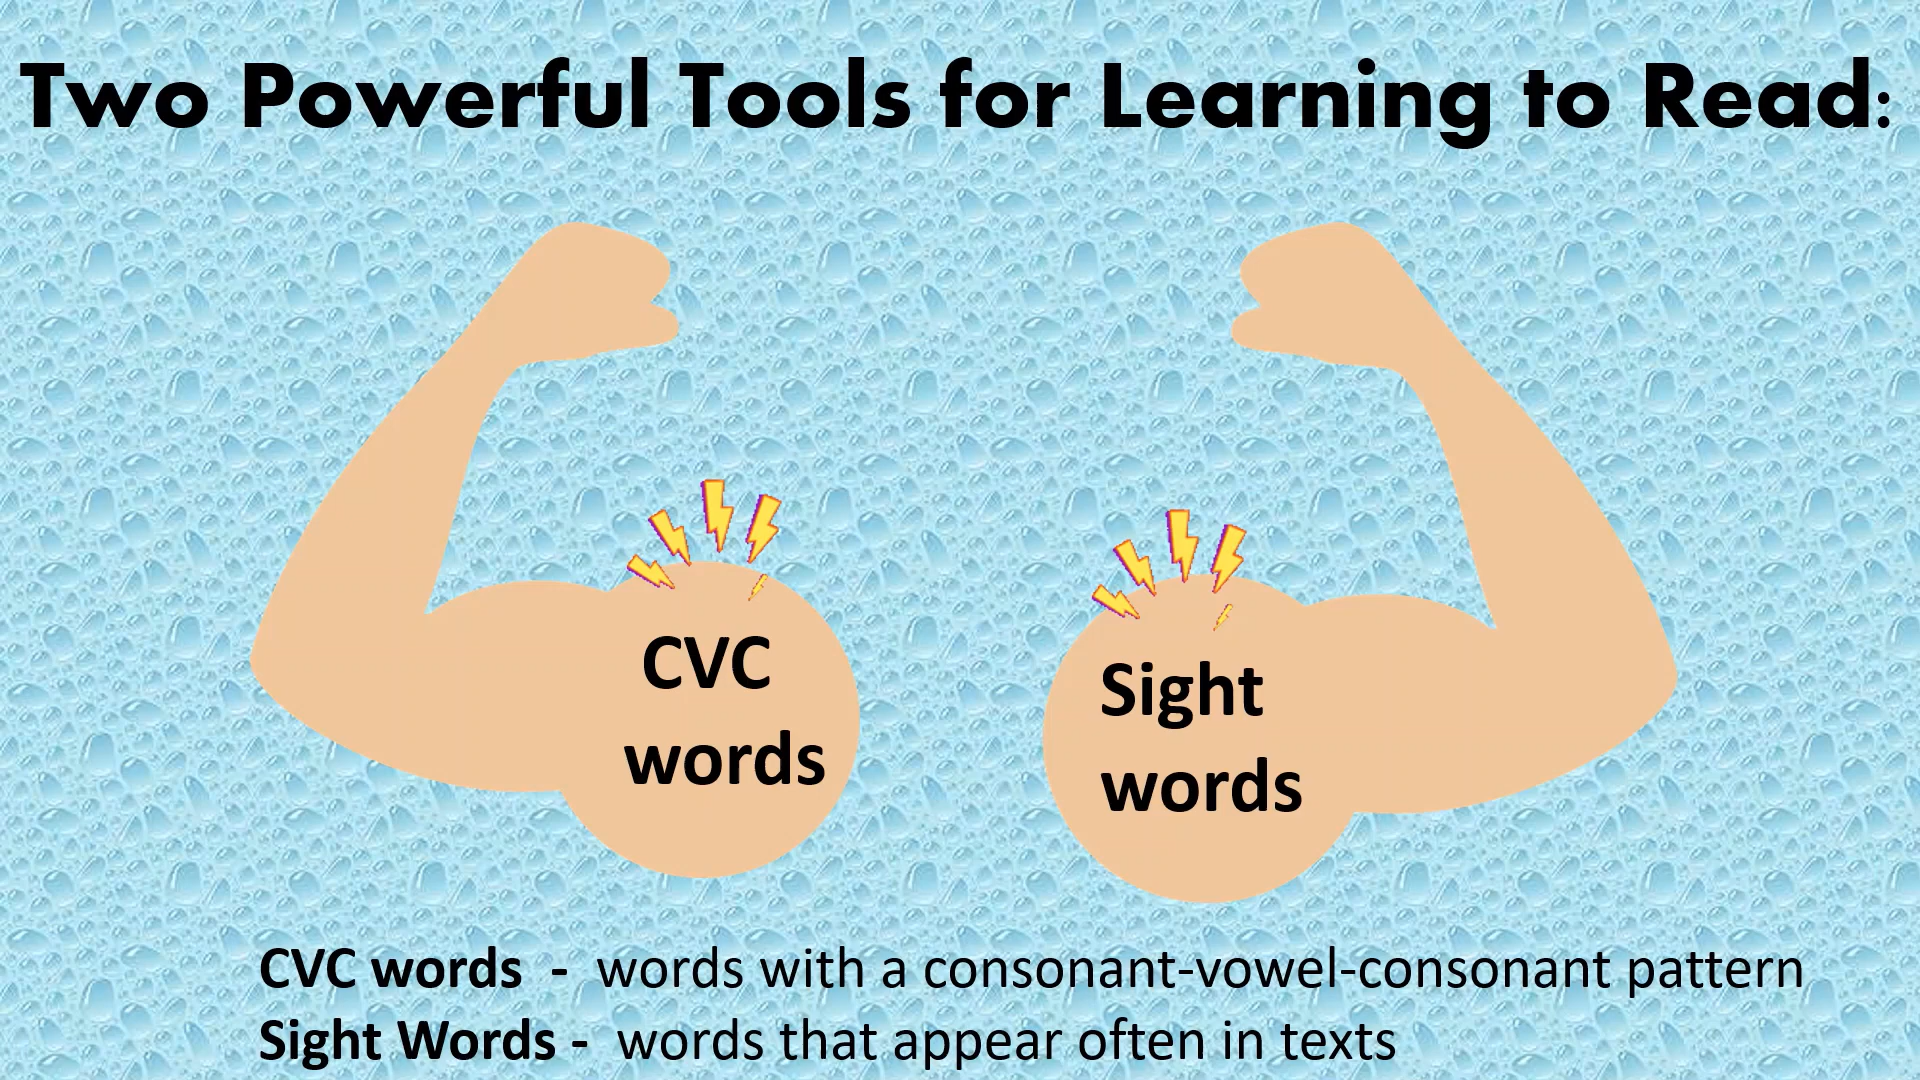 Two Powerful Tools for Learning to Read:
CVC
words
Sight
words
CVC words - words with a consonant-vowel-consonant pattern
Sight Words - words that appear often in texts